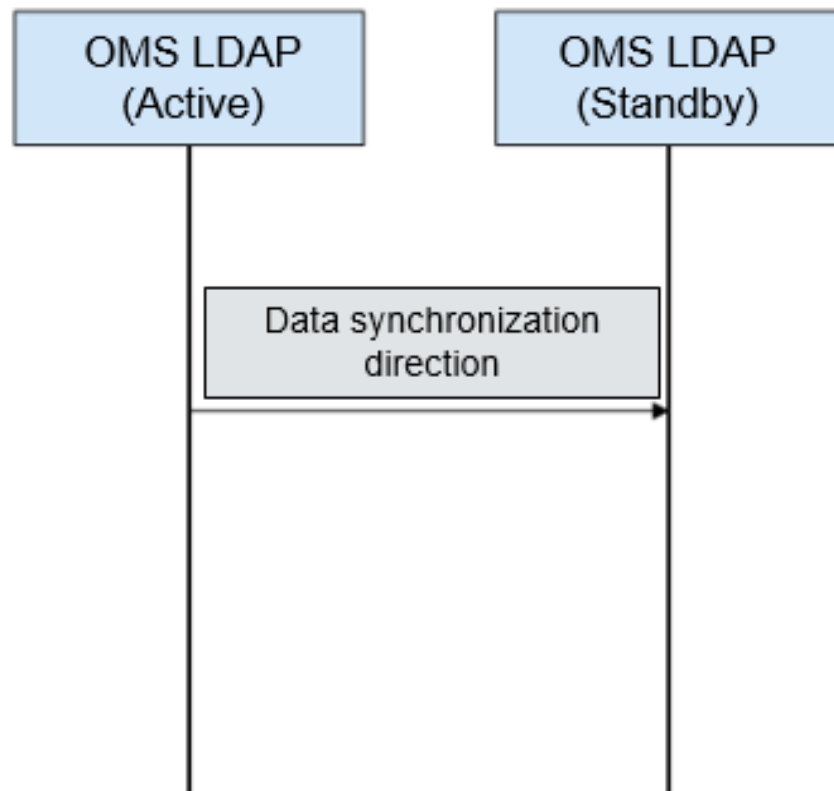 OMS LDAP
(Active)
OMS LDAP
(Standby)
Data synchronization
direction